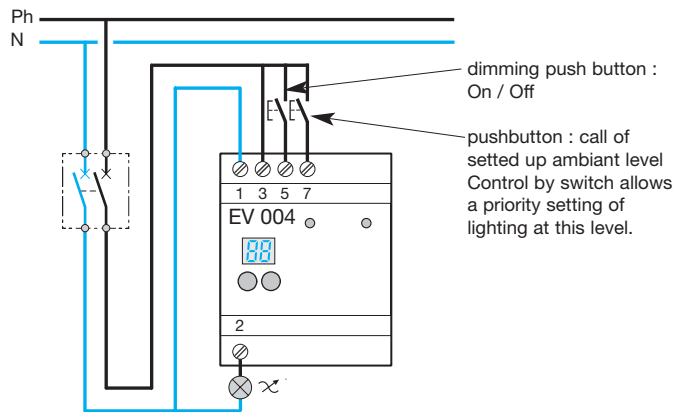 Ph
N
dimming push button :
On / Off
pushbutton : call of
setted up ambiant level
Control by switch allows
a priority setting of
lighting at this level.
1 3 5 7
EV 004
88
2